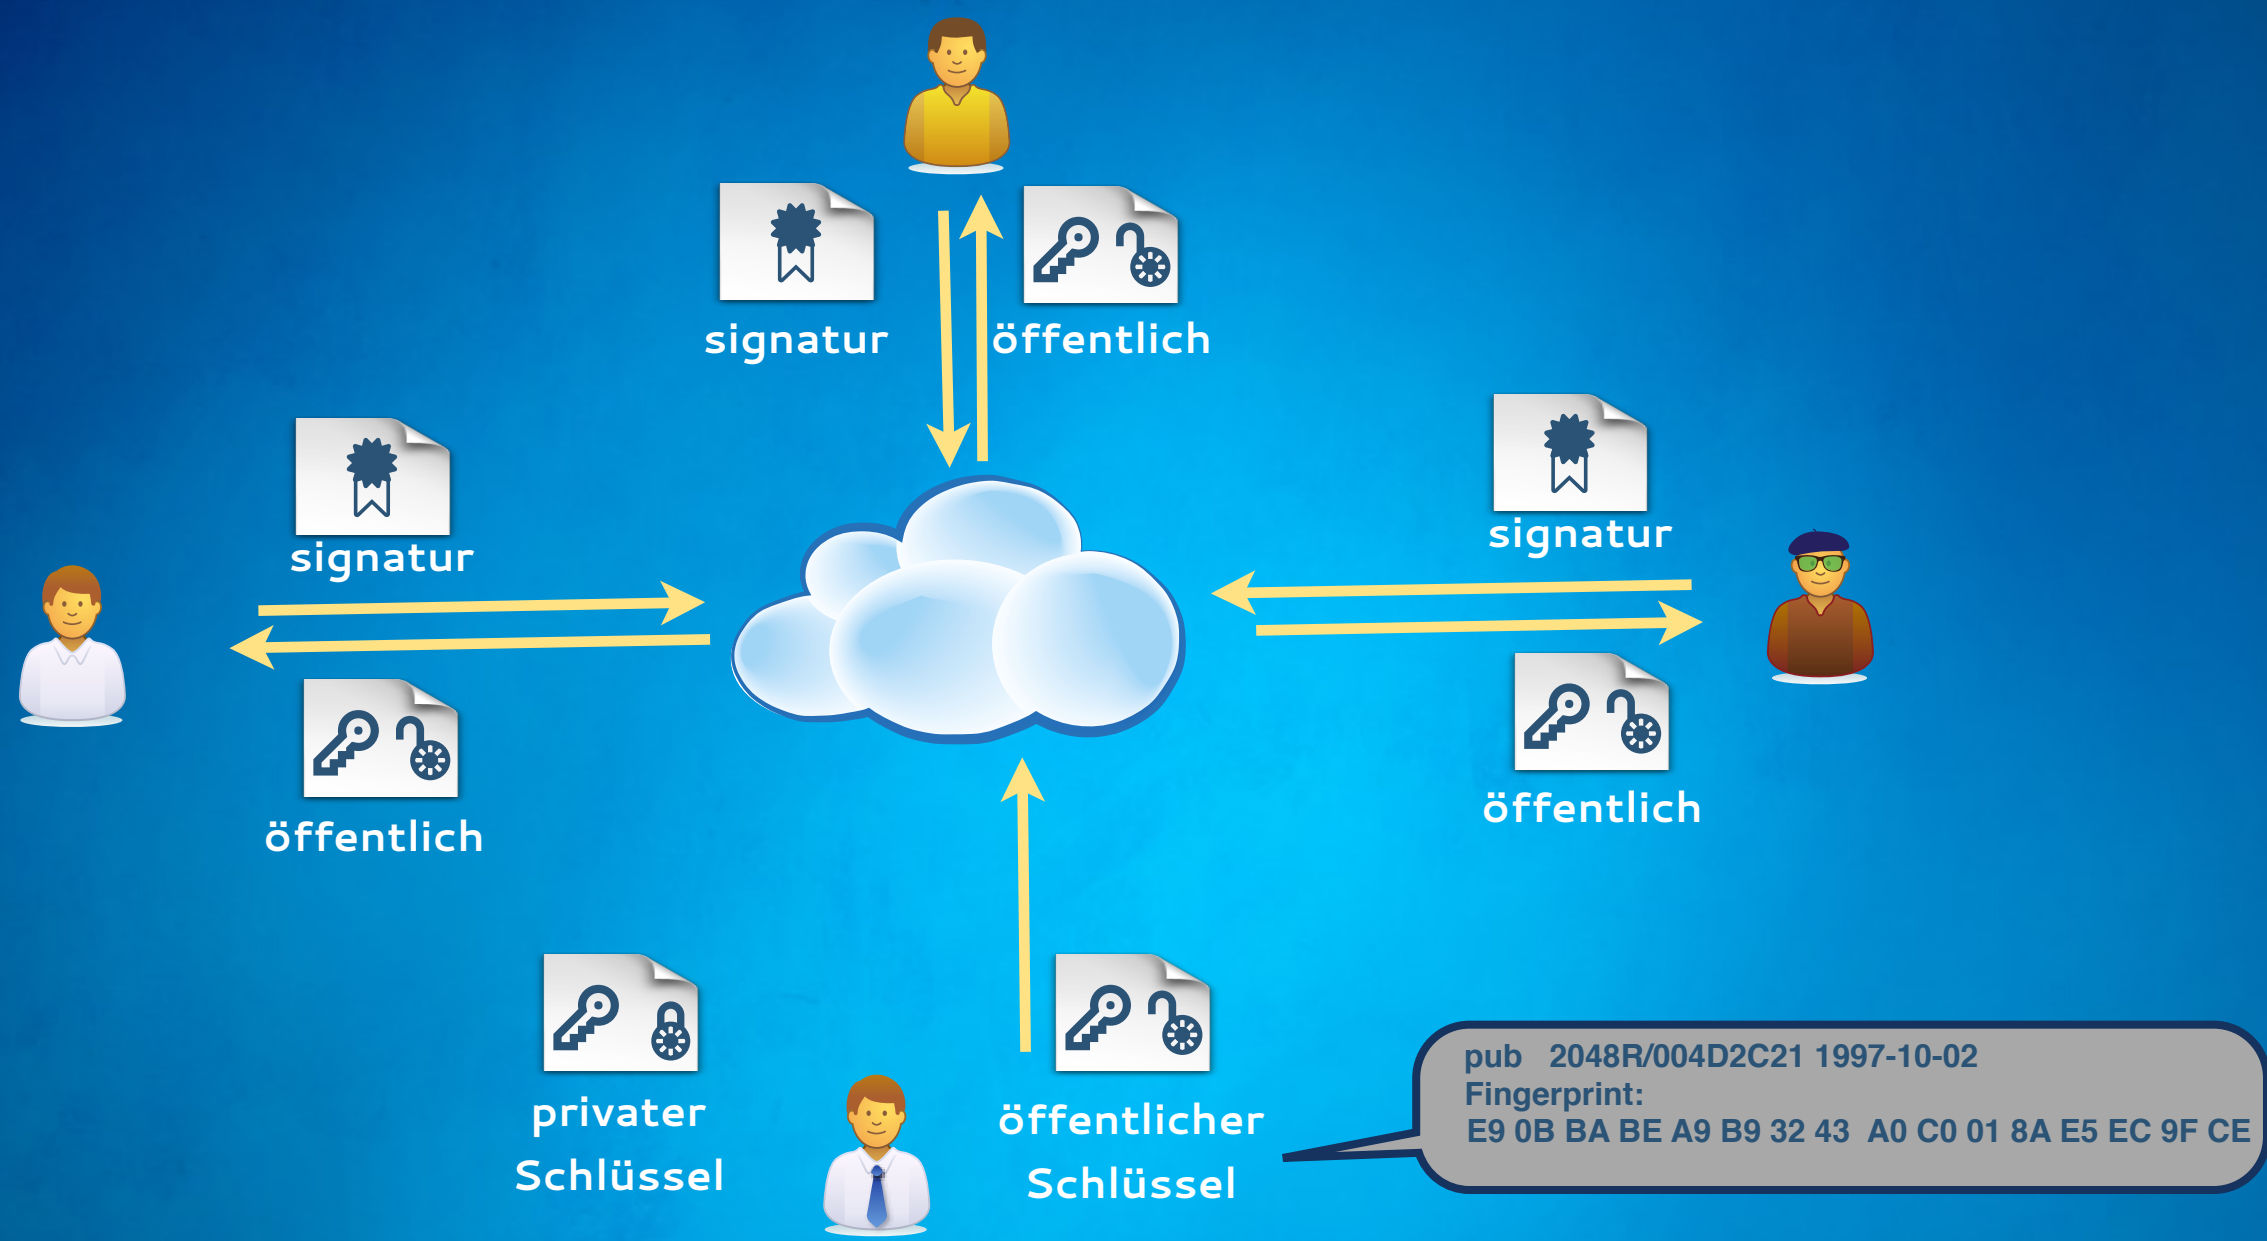 signatur
öffentlich
signatur
signatur
öffentlich
öffentlich
privater
Schlüssel
öffentlicher
Schlüssel
pub   2048R/004D2C21 1997-10-02
Fingerprint:
E9 0B BA BE A9 B9 32 43  A0 C0 01 8A E5 EC 9F CE